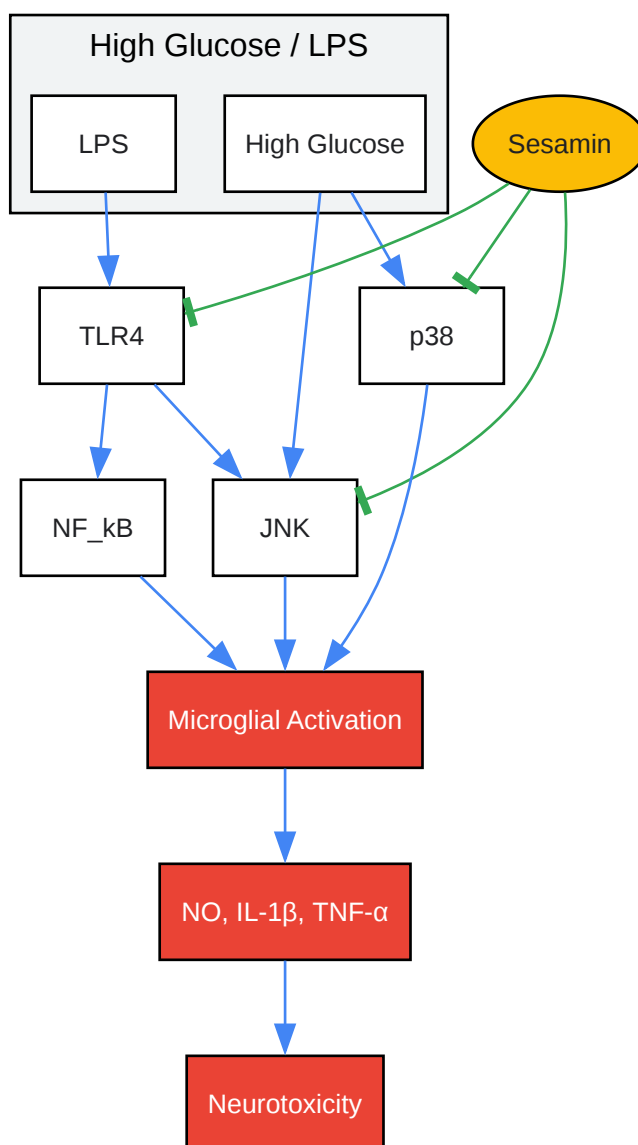 High Glucose / LPS
LPS
High Glucose
Sesamin
TLR4
p38
NF_kB
JNK
Microglial Activation
NO, IL-1β, TNF-α
Neurotoxicity